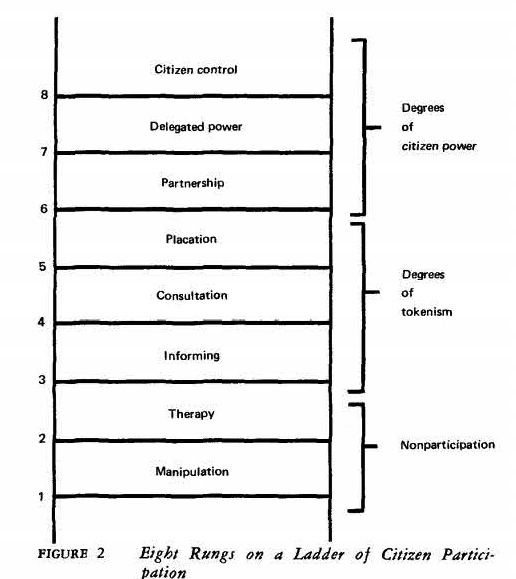 Citizen control
8
Delegated power
7
Partnership
6
Degrees
of
citizen power
Placation
5
Consultation
4
Informing
3
Degrees
of
tokenism
Therapy
2
Manipulation
1
Nonparticipation
FIGURE 2 Eight Rungs on a Ladder of Citizen Partici-
pation